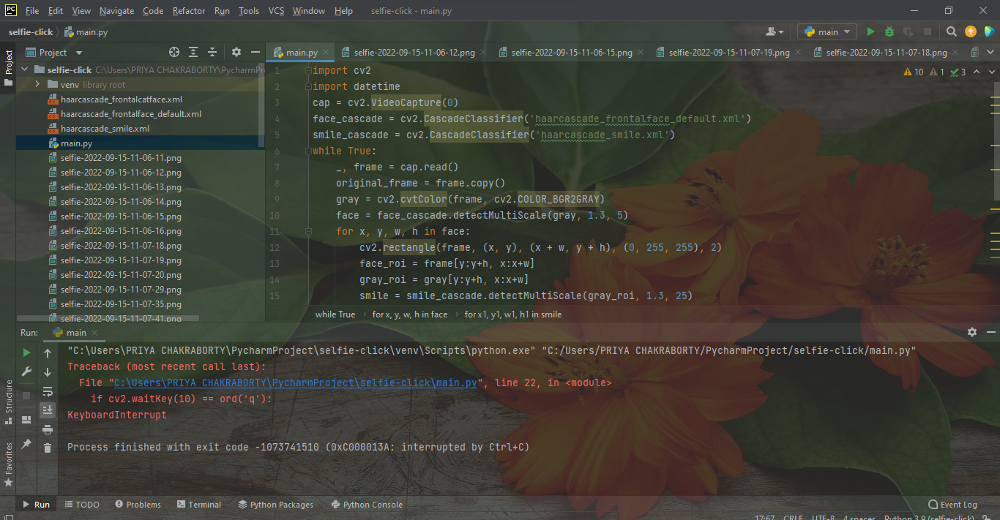 PC File Edit View Navigate Code Refactor Run Tools VCS Window Help selfie-click - main.py
selfie-click main.py main
Project
Project
main.py selfie-2022-09-15-11-06-12.png selfie-2022-09-15-11-06-15.png selfie-2022-09-15-11-07-19.png selfie-2022-09-15-11-07-18.png
selfie-click C:\Users\PRIYA CHAKRABORTY\PycharmPr
venv library root
haarcascade_frontalcatface.xml
haarcascade_frontalface_default.xml
haarcascade_smile.xml
main.py
selfie-2022-09-15-11-06-11.png
selfie-2022-09-15-11-06-12.png
selfie-2022-09-15-11-06-13.png
selfie-2022-09-15-11-06-14.png
selfie-2022-09-15-11-06-15.png
selfie-2022-09-15-11-06-16.png
selfie-2022-09-15-11-07-18.png
selfie-2022-09-15-11-07-19.png
selfie-2022-09-15-11-07-20.png
selfie-2022-09-15-11-07-29.png
selfie-2022-09-15-11-07-35.png
selfie-2022-09-15-11-07-41.png
10 1 3
1 import cv2
2 import datetime
3 cap = cv2.VideoCapture(0)
4 face_cascade = cv2.CascadeClassifier('haarcascade_frontalface_default.xml')
5 smile_cascade = cv2.CascadeClassifier('haarcascade_smile.xml')
6 while True:
7 _, frame = cap.read()
8 original_frame = frame.copy()
9 gray = cv2.cvtColor(frame, cv2.COLOR_BGR2GRAY)
10 face = face_cascade.detectMultiScale(gray, 1.3, 5)
11 for x, y, w, h in face:
12 cv2.rectangle(frame, (x, y), (x + w, y + h), (0, 255, 255), 2)
13 face_roi = frame[y:y+h, x:x+w]
14 gray_roi = gray[y:y+h, x:x+w]
15 smile = smile_cascade.detectMultiScale(gray_roi, 1.3, 25)
while True for x, y, w, h in face for x1, y1, w1, h1 in smile
Run: main
"C:\Users\PRIYA CHAKRABORTY\PycharmProject\selfie-click\venv\Scripts\python.exe" "C:/Users/PRIYA CHAKRABORTY/PycharmProject/selfie-click/main.py"
Traceback (most recent call last):
File "C:\Users\PRIYA CHAKRABORTY\PycharmProject\selfie-click\main.py", line 22, in <module>
if cv2.waitKey(10) == ord('q'):
KeyboardInterrupt
Process finished with exit code -1073741510 (0xC000013A: interrupted by Ctrl+C)
Structure
Favorites
Run TODO Problems Terminal Python Packages Python Console Event Log
17:67 CRLF UTF-8 4 spaces Python 3.9 (selfie-click)